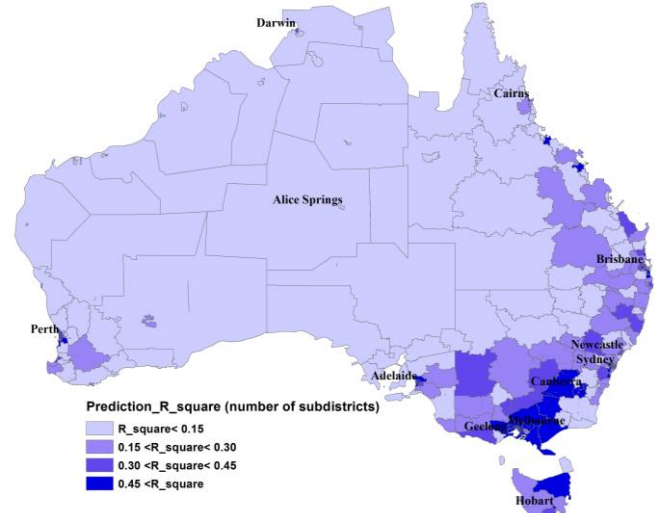 Darwin
Cairns
Alice Springs
Brisbane
Perth
Newcastle
Sydney
Adelaide
Canberra
Melbourne
Geelong
Hobart
Prediction_R_square (number of subdistricts)
R_square< 0.15
0.15 <R_square< 0.30
0.30 <R_square< 0.45
0.45 <R_square